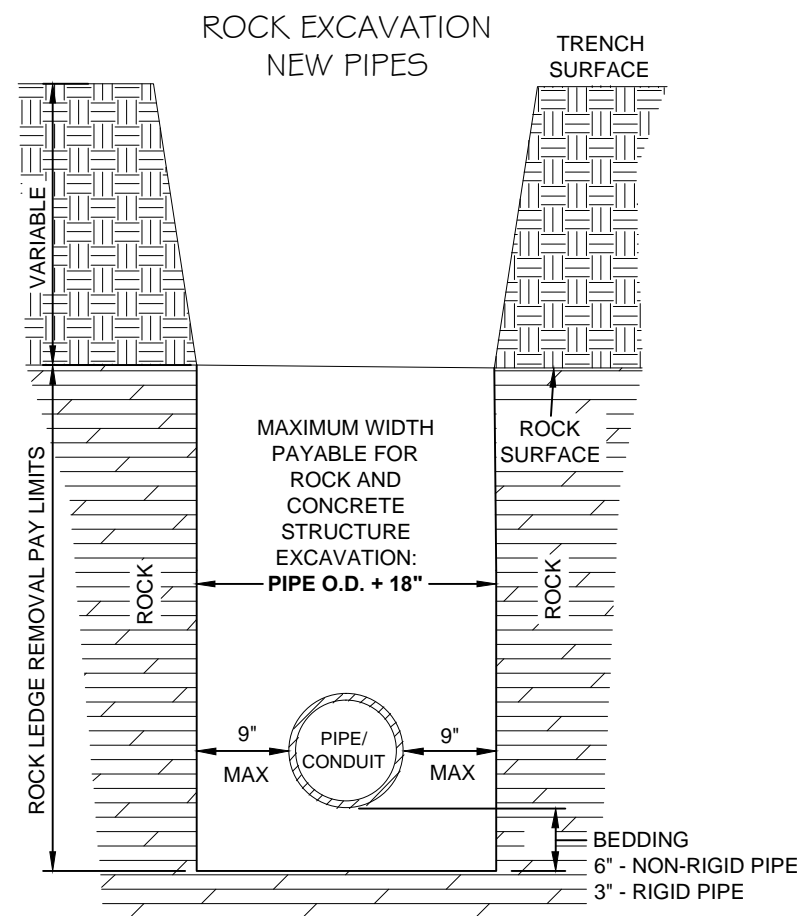 ROCK EXCAVATION
NEW PIPES
TRENCH
SURFACE
VARIABLE
ROCK LEDGE REMOVAL PAY LIMITS
ROCK
MAXIMUM WIDTH
PAYABLE FOR
ROCK AND
CONCRETE
STRUCTURE
EXCAVATION:
PIPE O.D. + 18"
ROCK
SURFACE
ROCK
9"
MAX
PIPE/
CONDUIT
9"
MAX
BEDDING
6" - NON-RIGID PIPE
3" - RIGID PIPE